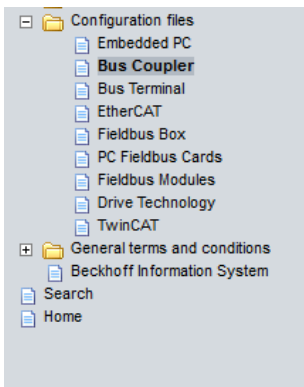 Configuration files
Embedded PC
Bus Coupler
Bus Terminal
EtherCAT
Fieldbus Box
PC Fieldbus Cards
Fieldbus Modules
Drive Technology
TwinCAT
General terms and conditions
Beckhoff Information System
Search
Home